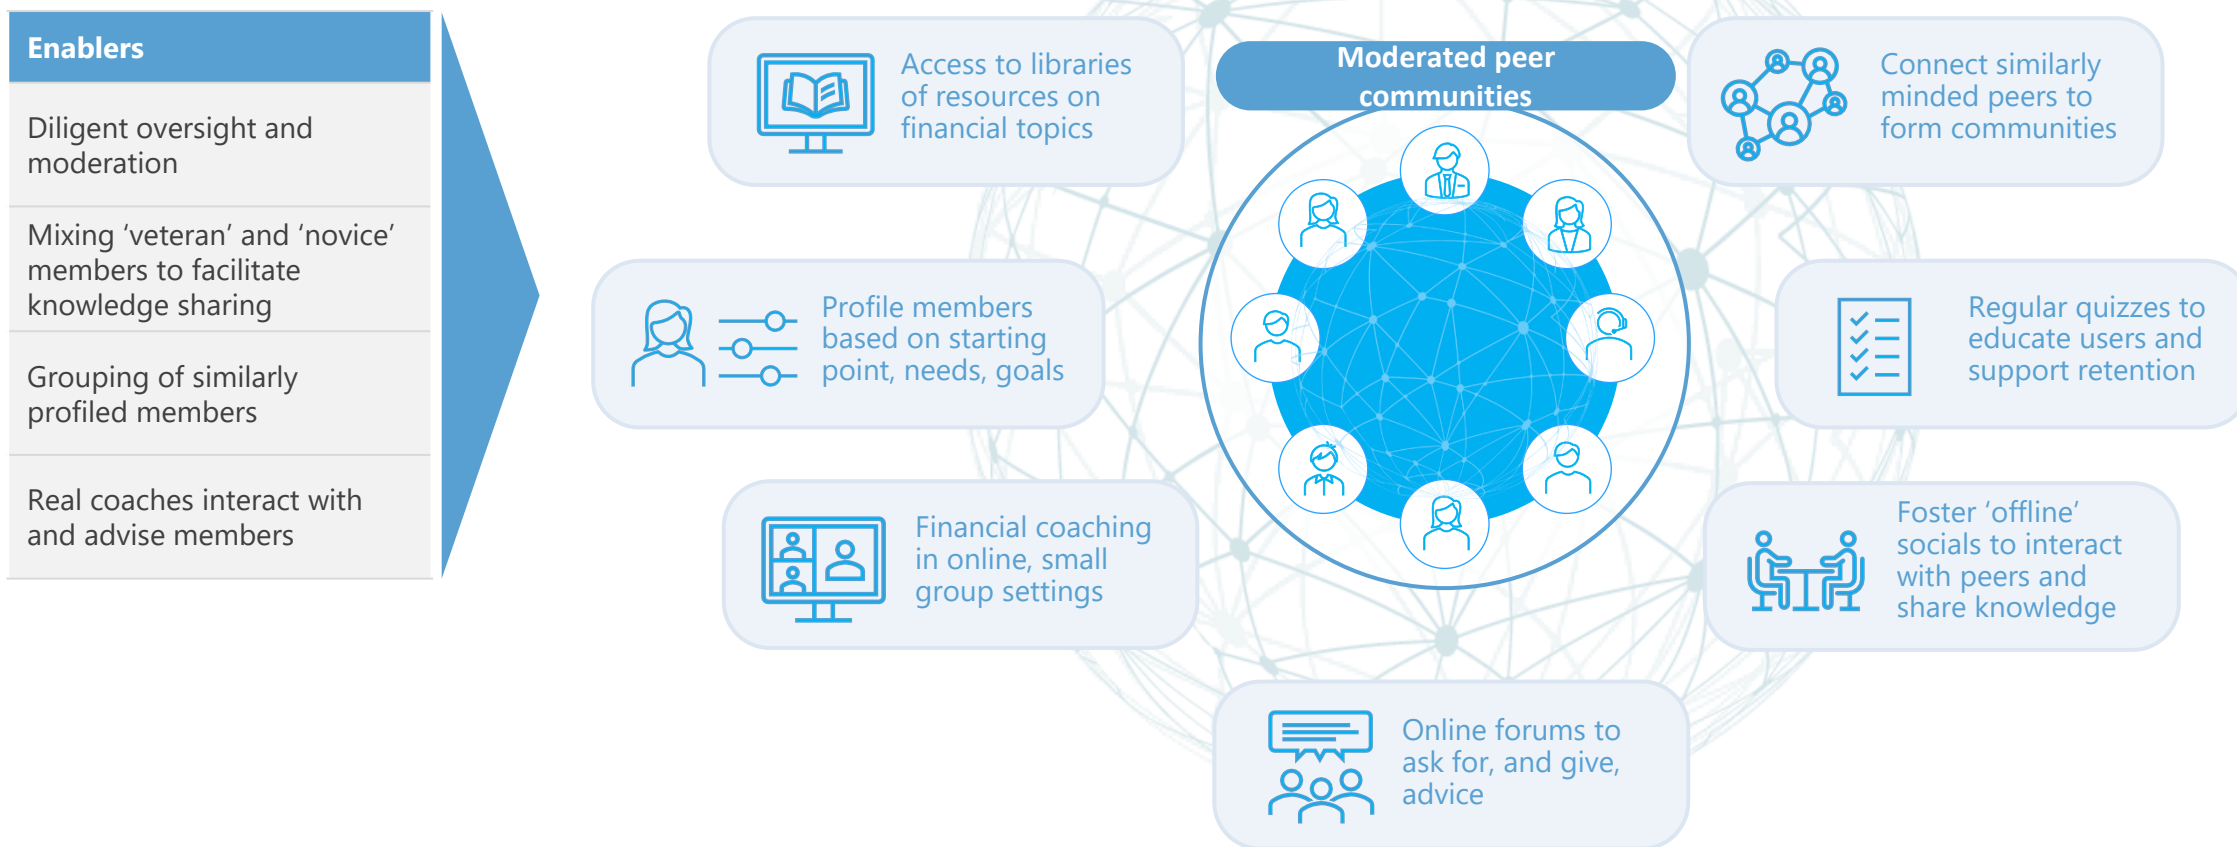 Enablers
Diligent oversight and
moderation
Mixing ‘veteran’ and ‘novice’
members to facilitate
knowledge sharing
Grouping of similarly
profiled members
Real coaches interact with
and advise members
Moderated peer
communities
Access to libraries
of resources on
financial topics
Profile members
based on starting
point, needs, goals
Financial coaching
in online, small
group settings
Online forums to
ask for, and give,
advice
Connect similarly
minded peers to
form communities
Regular quizzes to
educate users and
support retention
Foster ‘offline’
socials to interact
with peers and
share knowledge